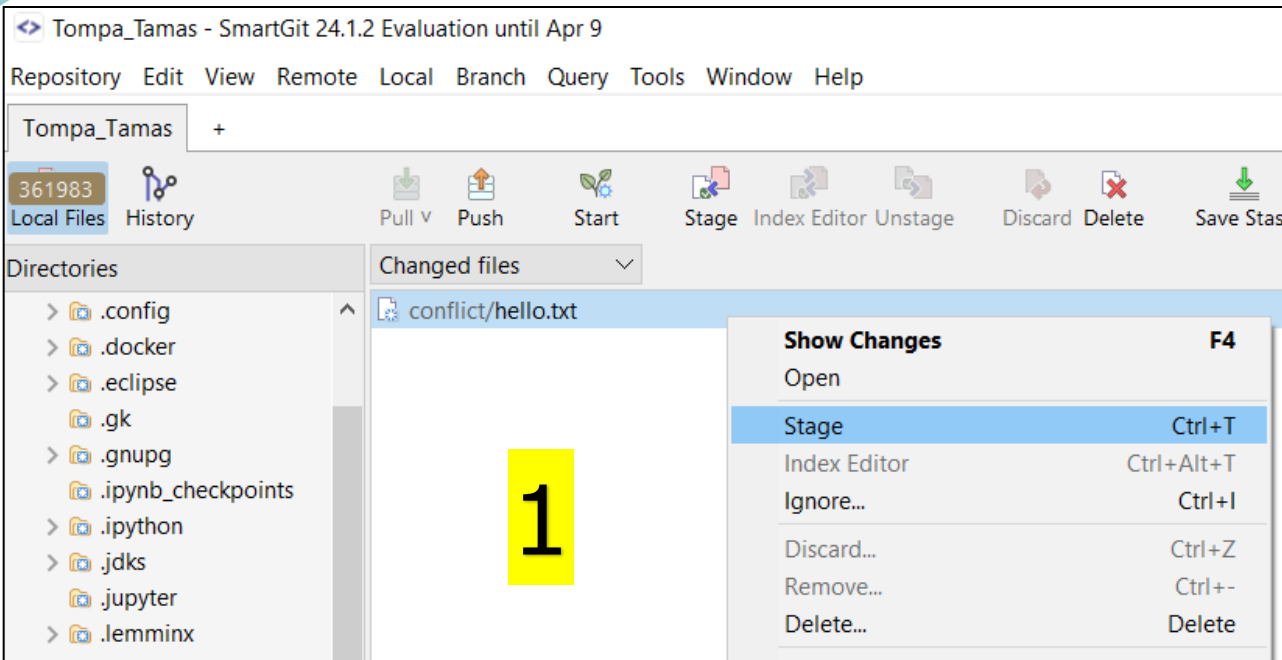 Tompa_Tamas - SmartGit 24.1.2 Evaluation until Apr 9
Repository Edit View Remote Local Branch Query Tools Window Help
Tompa_Tamas +
361983
Local Files History Pull Push Start Stage Index Editor Unstage Discard Delete Save Stas
Directories Changed files
.config
.docker
.eclipse
.gk
.gnupg
.ipynb_checkpoints
.ipython
.jdks
.jupyter
.lemminx
conflict/hello.txt
Show Changes F4
Open
Stage Ctrl+T
Index Editor Ctrl+Alt+T
Ignore... Ctrl+I
Discard... Ctrl+Z
Remove... Ctrl+-
Delete... Delete
1